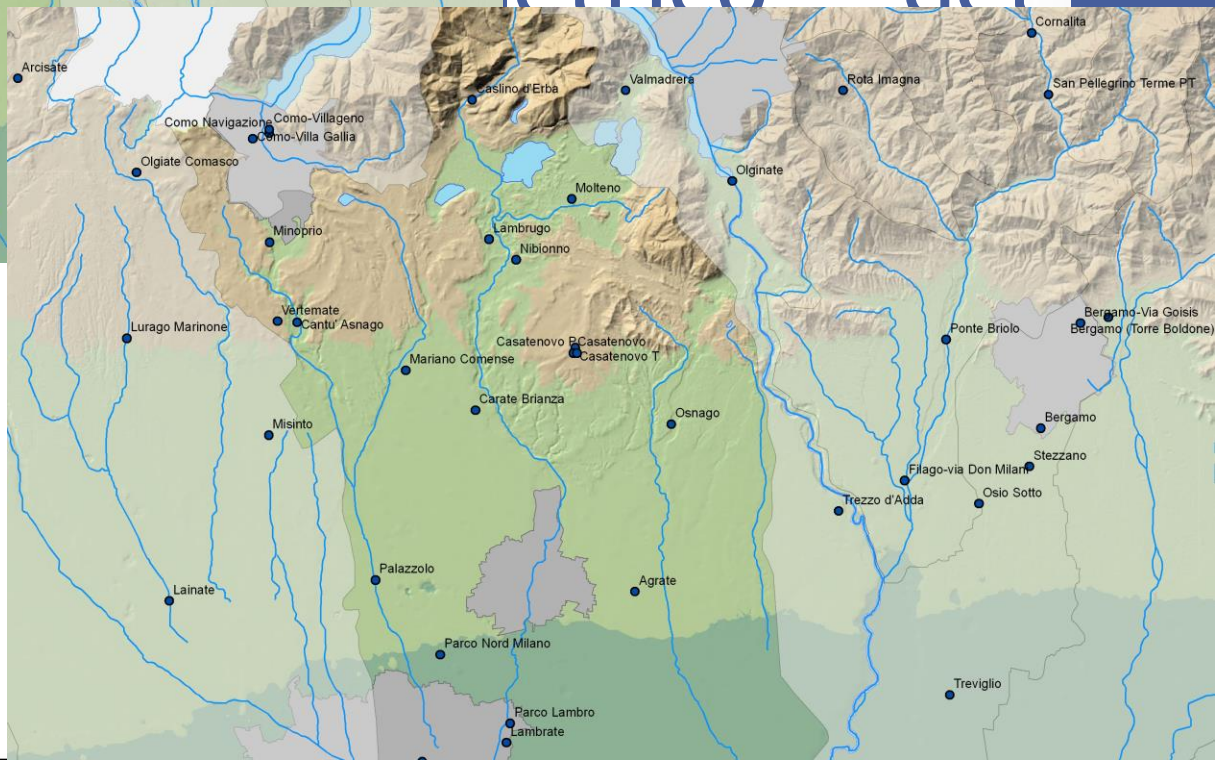 Cornalita
Arcisate
Valmadrera
Rota Imagna
San Pellegrino Terme PT
Caslino d'Erba
Como-Villageno
Como Navigazione
Como-Villa Gallia
Olgiate Comasco
Olginate
Molteno
Minoprio
Lambrugo
Nibionno
Vertemate
Cantu' Asnago
Lurago Marinone
Bergamo-Via Goisis
Bergamo (Torre Boldone)
Ponte Briolo
Casatenovo P
Casatenovo
Casatenovo T
Mariano Comense
Carate Brianza
Osnago
Misinto
Bergamo
Stezzano
Filago-via Don Milani
Osio Sotto
Trezzo d'Adda
Palazzolo
Agrate
Lainate
Parco Nord Milano
Treviglio
Parco Lambro
Lambrate